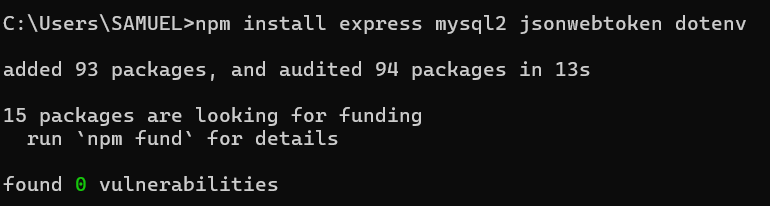 C:\Users\SAMUEL>npm install express mysql2 jsonwebtoken dotenv
added 93 packages, and audited 94 packages in 13s
15 packages are looking for funding
  run `npm fund` for details
found 0 vulnerabilities